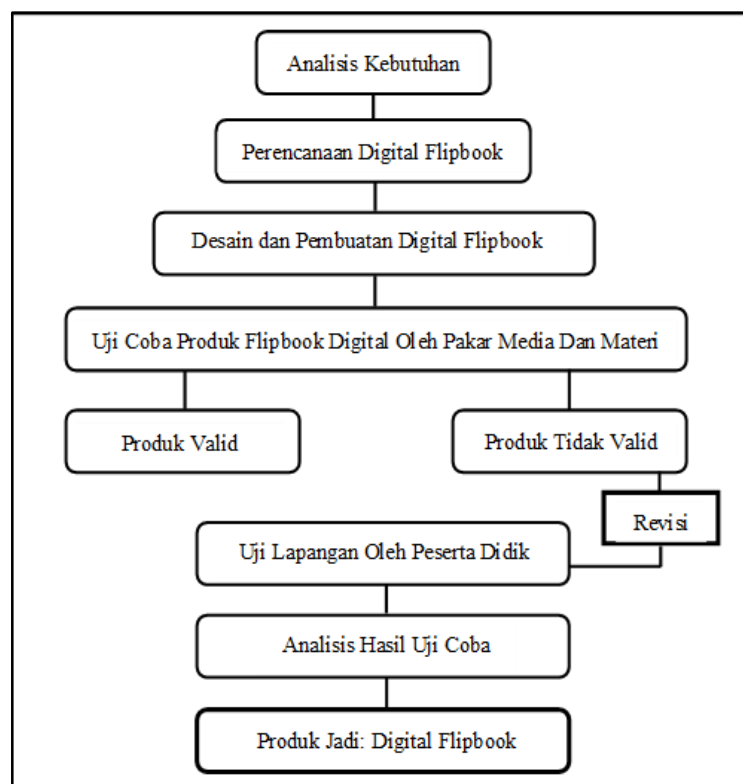 Analisis Kebutuhan
Perencanaan Digital Flipbook
Desain dan Pembuatan Digital Flipbook
Uji Coba Produk Flipbook Digital Oleh Pakar Media Dan Materi
Produk Valid
Produk Tidak Valid
Revisi
Uji Lapangan Oleh Peserta Didik
Analisis Hasil Uji Coba
Produk Jadi: Digital Flipbook